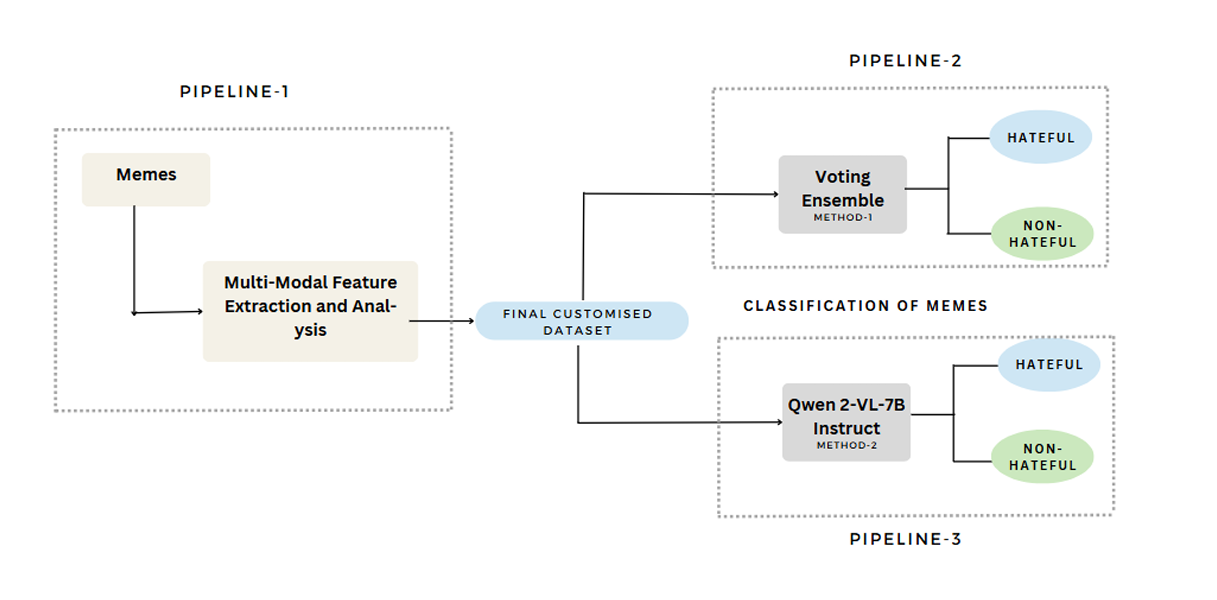 PIPELINE-1
Memes
Multi-Modal Feature
Extraction and Anal-
ysis
FINAL CUSTOMISED
DATASET
PIPELINE-2
Voting
Ensemble
METHOD-1
HATEFUL
NON-
HATEFUL
CLASSIFICATION OF MEMES
Qwen 2-VL-7B
Instruct
METHOD-2
HATEFUL
NON-
HATEFUL
PIPELINE-3